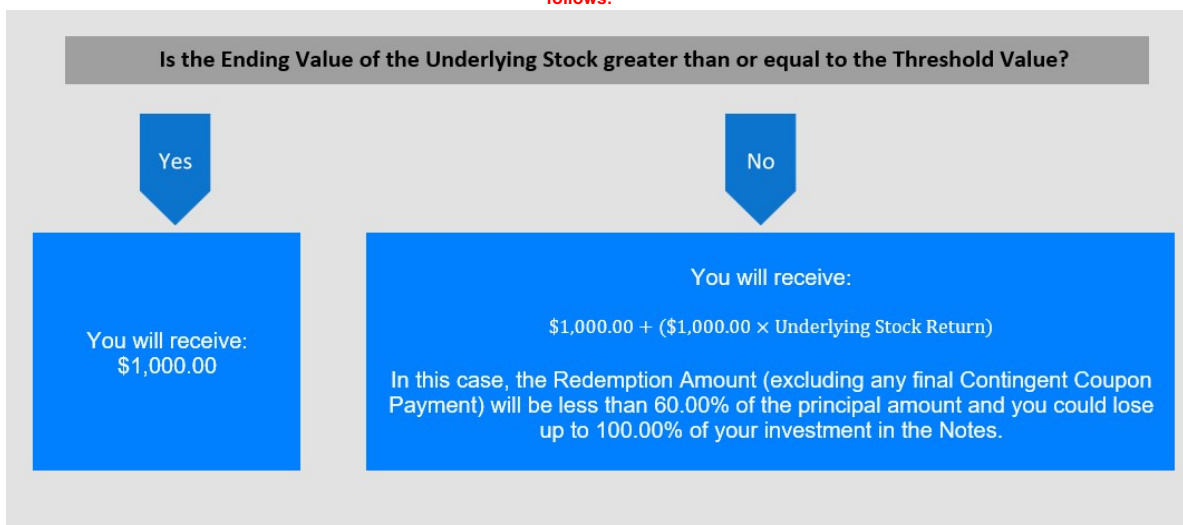 follows:
Is the Ending Value of the Underlying Stock greater than or equal to the Threshold Value?
Yes
No
You will receive:
$1,000.00
You will receive:
$1,000.00 + ($1,000.00 × Underlying Stock Return)
In this case, the Redemption Amount (excluding any final Contingent Coupon
Payment) will be less than 60.00% of the principal amount and you could lose
up to 100.00% of your investment in the Notes.